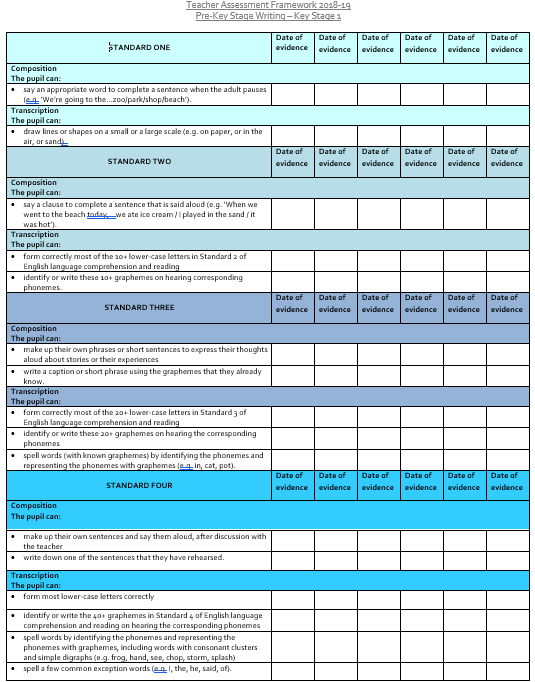 Teacher Assessment Framework 2018-19
Pre-Key Stage Writing – Key Stage 1
STANDARD ONE
Date of evidence Date of evidence Date of evidence Date of evidence Date of evidence Date of evidence
Composition
The pupil can:
• say an appropriate word to complete a sentence when the adult pauses
(e.g. 'We're going to the...zoo/park/shop/beach').
Transcription
The pupil can:
• draw lines or shapes on a small or a large scale (e.g. on paper, or in the
air, or sand).
STANDARD TWO
Date of evidence Date of evidence Date of evidence Date of evidence Date of evidence Date of evidence
Composition
The pupil can:
• say a clause to complete a sentence that is said aloud (e.g. 'When we
went to the beach today,...we ate ice cream / I played in the sand / it
was hot').
Transcription
The pupil can:
• form correctly most of the 10+ lower-case letters in Standard 2 of
English language comprehension and reading
• identify or write these 10+ graphemes on hearing corresponding
phonemes.
STANDARD THREE
Date of evidence Date of evidence Date of evidence Date of evidence Date of evidence Date of evidence
Composition
The pupil can:
• make up their own phrases or short sentences to express their thoughts
aloud about stories or their experiences
• write a caption or short phrase using the graphemes that they already
know.
Transcription
The pupil can:
• form correctly most of the 20+ lower-case letters in Standard 3 of
English language comprehension and reading
• identify or write these 20+ graphemes on hearing the corresponding
phonemes
• spell words (with known graphemes) by identifying the phonemes and
representing the phonemes with graphemes (e.g. in, cat, pot).
STANDARD FOUR
Date of evidence Date of evidence Date of evidence Date of evidence Date of evidence Date of evidence
Composition
The pupil can:
• make up their own sentences and say them aloud, after discussion with
the teacher
• write down one of the sentences that they have rehearsed.
Transcription
The pupil can:
• form most lower-case letters correctly
• identify or write the 40+ graphemes in Standard 4 of English language
comprehension and reading on hearing the corresponding phonemes
• spell words by identifying the phonemes and representing the
phonemes with graphemes, including words with consonant clusters
and simple digraphs (e.g. frog, hand, see, chop, storm, splash)
• spell a few common exception words (e.g. I, the, he, said, of).